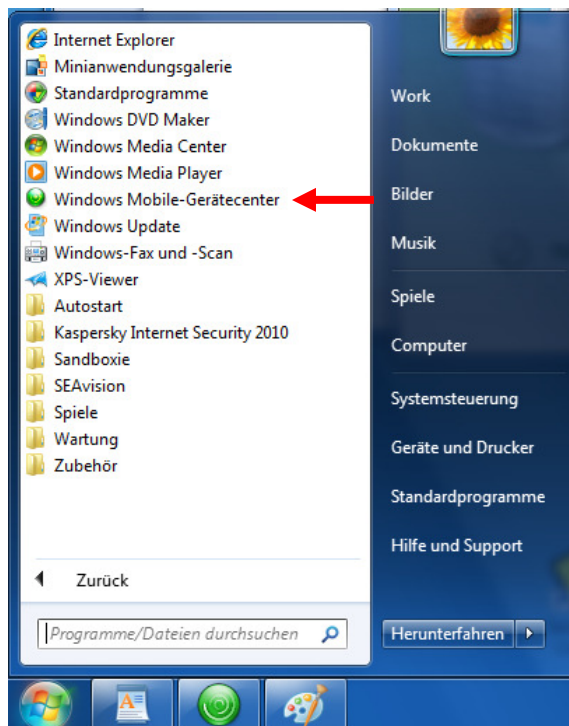 Internet Explorer
Minianwendungsgalerie
Standardprogramme
Windows DVD Maker
Windows Media Center
Windows Media Player
Windows Mobile-Gerätecenter
Windows Update
Windows-Fax und -Scan
XPS-Viewer
Autostart
Kaspersky Internet Security 2010
Sandboxie
SEAvision
Spiele
Wartung
Zubehör
Zurück
Programme/Dateien durchsuchen
Work
Dokumente
Bilder
Musik
Spiele
Computer
Systemsteuerung
Geräte und Drucker
Standardprogramme
Hilfe und Support
Herunterfahren